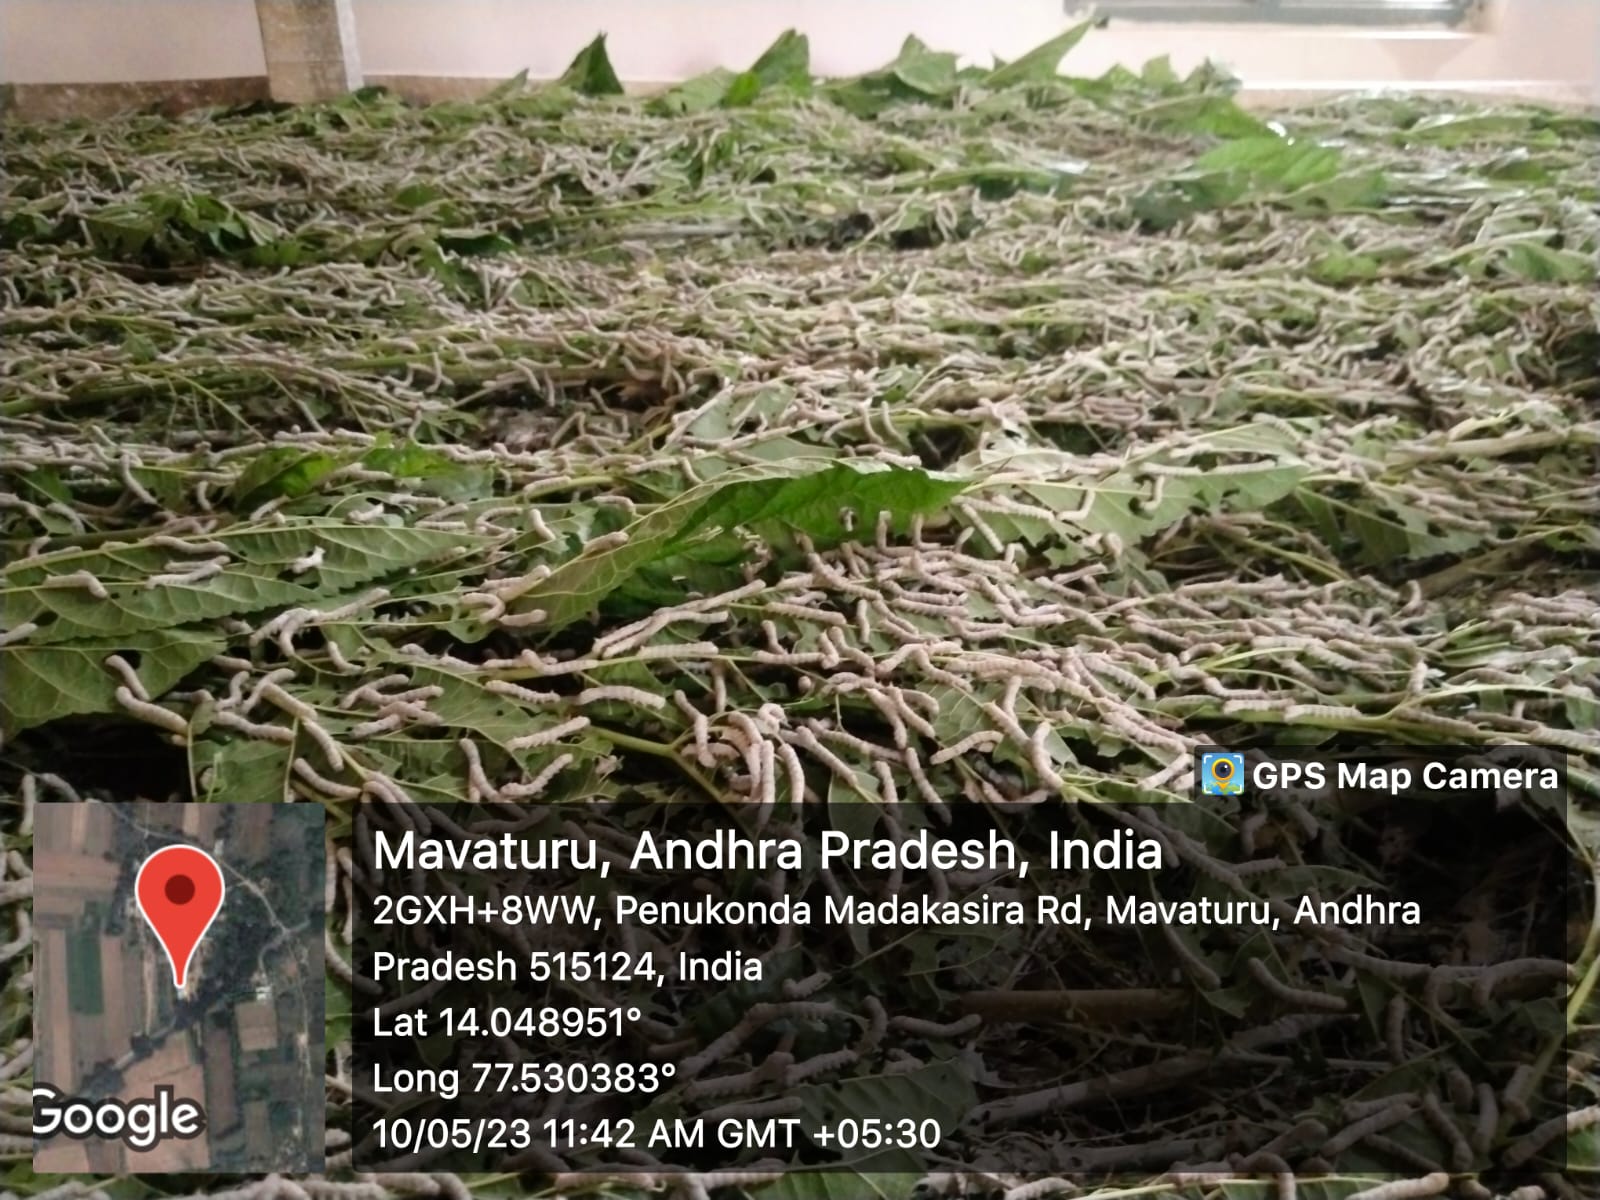 GPS Map Camera
Mavaturu, Andhra Pradesh, India
2GXH+8WW, Penukonda Madakasira Rd, Mavaturu, Andhra
Pradesh 515124, India
Lat 14.048951°
Long 77.530383°
10/05/23 11:42 AM GMT +05:30
Google